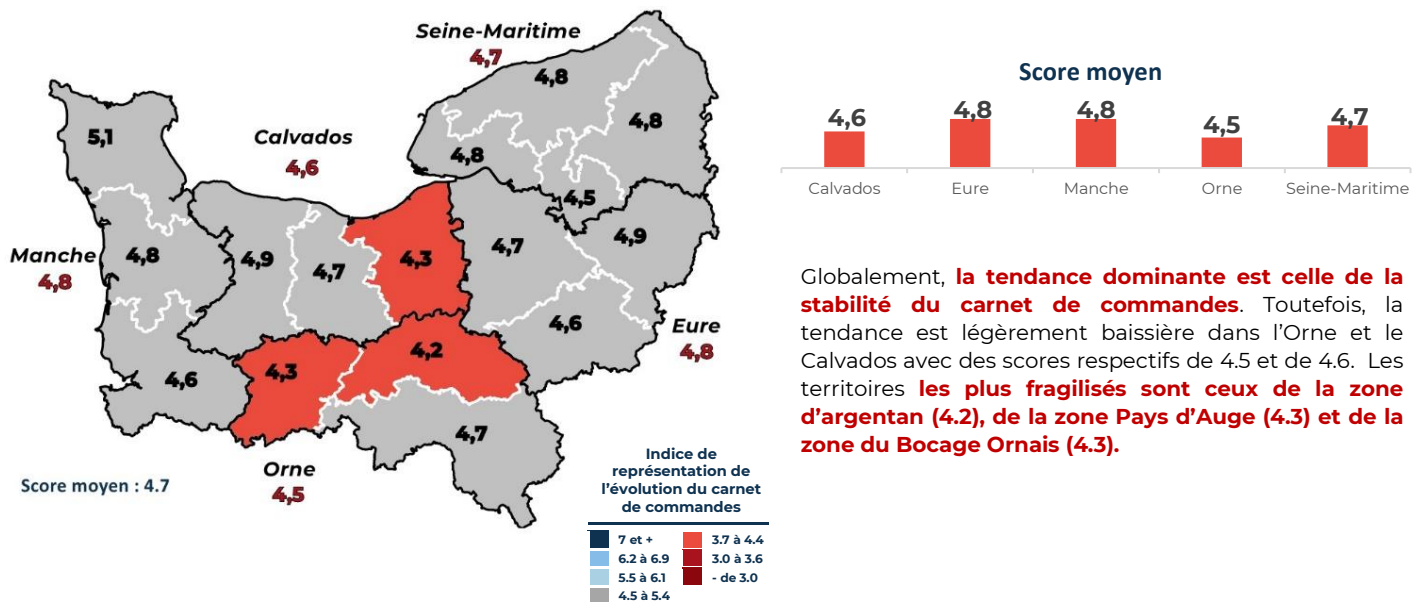 Seine-Maritime
4,7
4,8
4,8
4,8
4,5
5,1
Calvados
4,6
Manche
4,8
4,8
4,9
4,7
4,3
4,7
4,9
4,6
Eure
4,8
4,6
4,3
4,2
4,7
Orne
4,5
Score moyen : 4.7
Indice de
représentation de
l'évolution du carnet
de commandes
7 et +
6.2 à 6.9
5.5 à 6.1
4.5 à 5.4
3.7 à 4.4
3.0 à 3.6
- de 3.0
Score moyen
4,6
4,8
4,8
4,5
4,7
Calvados
Eure
Manche
Orne
Seine-Maritime
Globalement, la tendance dominante est celle de la
stabilité du carnet de commandes. Toutefois, la
tendance est légèrement baissière dans l'Orne et le
Calvados avec des scores respectifs de 4.5 et de 4.6. Les
territoires les plus fragilisés sont ceux de la zone
d'argentan (4.2), de la zone Pays d'Auge (4.3) et de la
zone du Bocage Ornais (4.3).